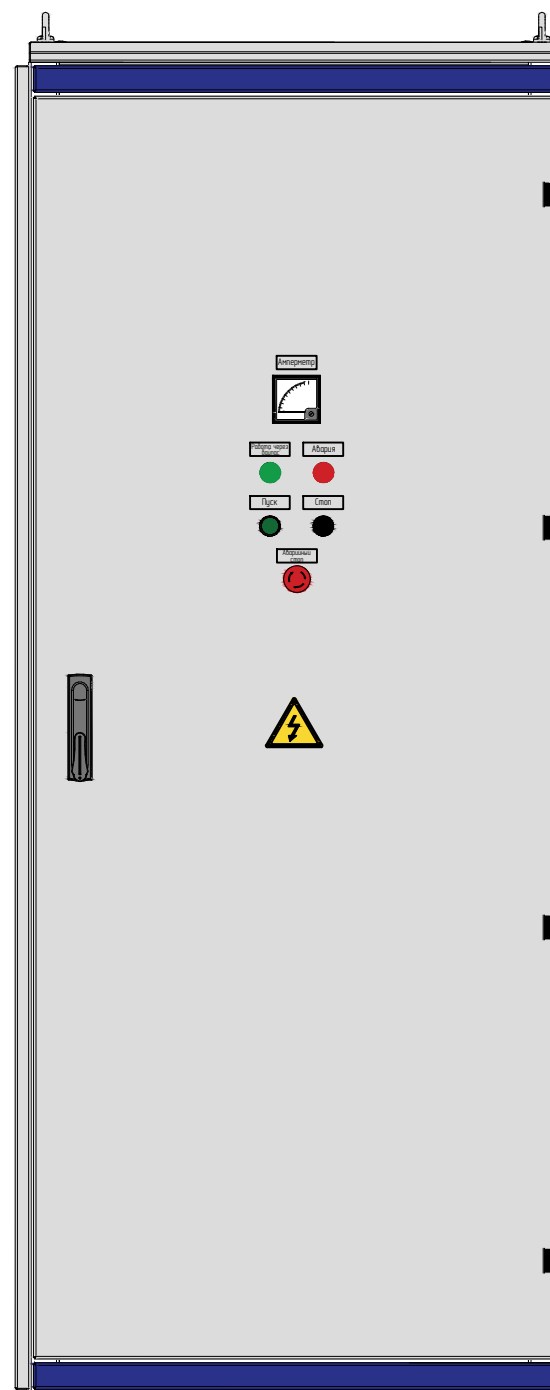 Амперметр
Работа через
байпас
Авария
Пуск
Стоп
Аварийный
стоп